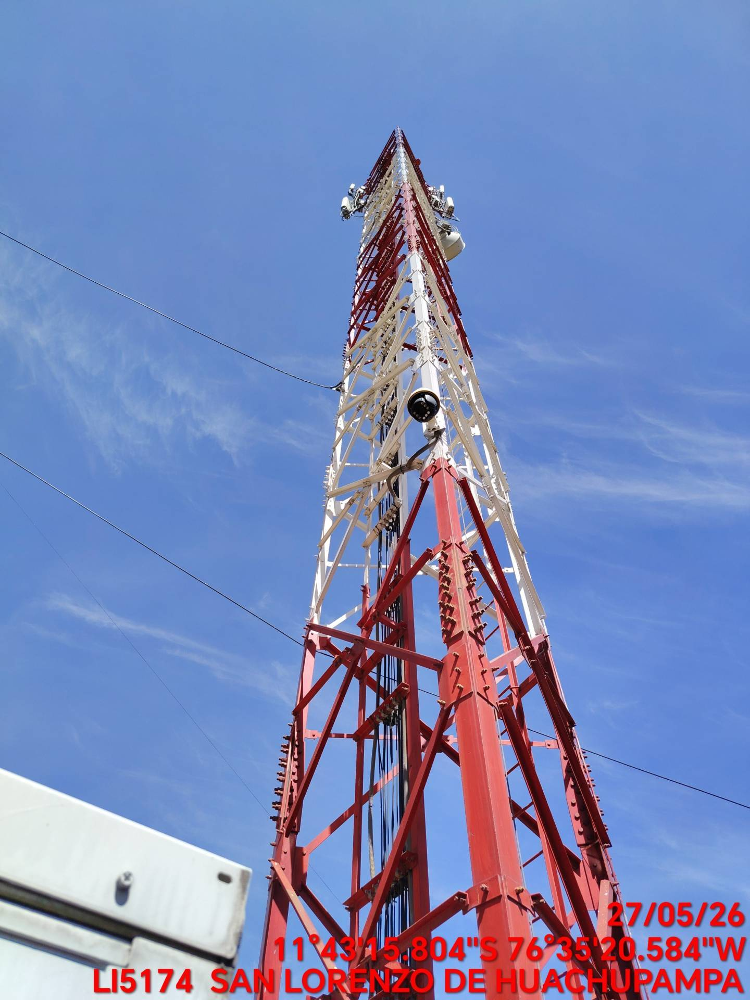 27/05/26
11°43'15.804"S 76°35'20.584"W
LI5174 SAN LORENZO DE HUACHUPAMPA